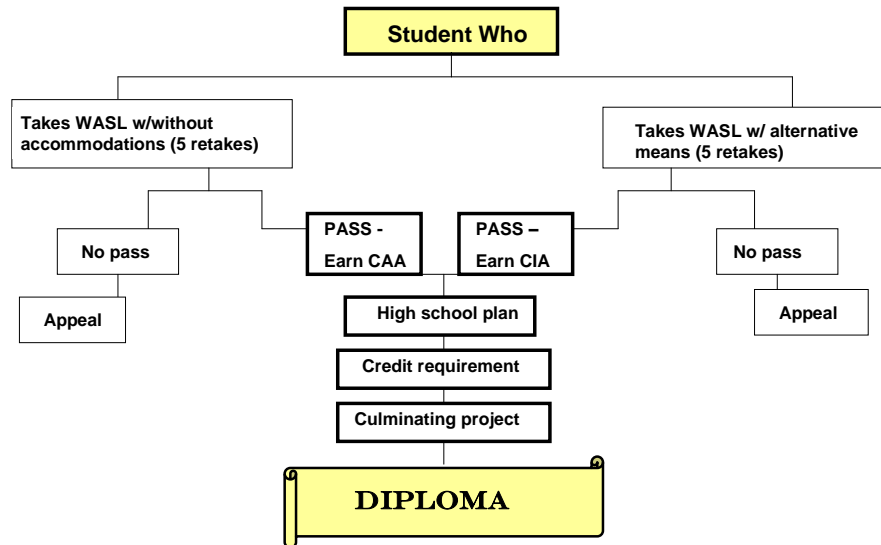 Student Who
Takes WASL w/without
accommodations (5 retakes)
Takes WASL w/ alternative
means (5 retakes)
No pass
PASS -
Earn CAA
PASS –
Earn CIA
No pass
Appeal
Appeal
High school plan
Credit requirement
Culminating project
DIPLOMA